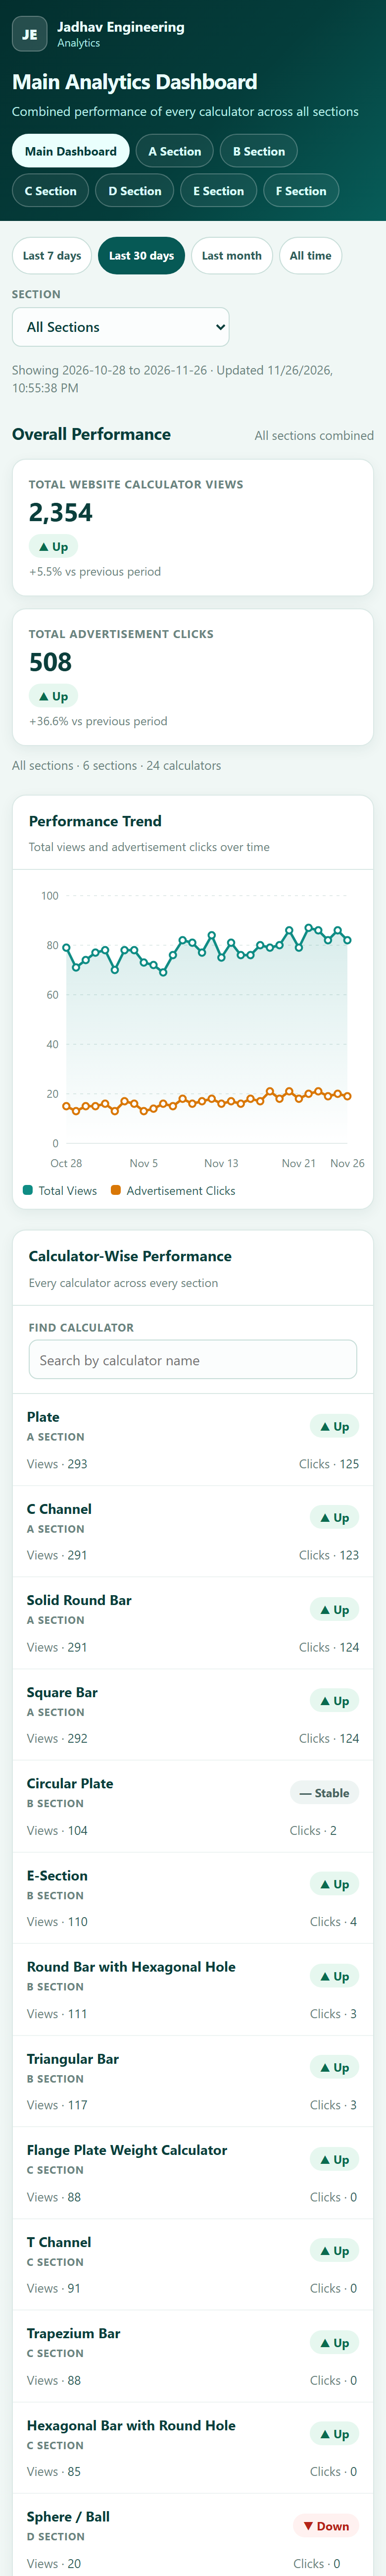 JE
Jadhav Engineering
Analytics
Main Analytics Dashboard
Combined performance of every calculator across all sections
Main Dashboard A Section B Section
C Section D Section E Section F Section
Last 7 days Last 30 days Last month All time
SECTION
All Sections
Showing 2026-10-28 to 2026-11-26 · Updated 11/26/2026,
10:55:38 PM
Overall Performance All sections combined
TOTAL WEBSITE CALCULATOR VIEWS
2,354
▲ Up
+5.5% vs previous period
TOTAL ADVERTISEMENT CLICKS
508
▲ Up
+36.6% vs previous period
All sections · 6 sections · 24 calculators
Performance Trend
Total views and advertisement clicks over time
100
80
60
40
20
0
Oct 28 Nov 5 Nov 13 Nov 21 Nov 26
Total Views Advertisement Clicks
Calculator-Wise Performance
Every calculator across every section
FIND CALCULATOR
Search by calculator name
Plate
A SECTION
▲ Up
Views · 293 Clicks · 125
C Channel
A SECTION
▲ Up
Views · 291 Clicks · 123
Solid Round Bar
A SECTION
▲ Up
Views · 291 Clicks · 124
Square Bar
A SECTION
▲ Up
Views · 292 Clicks · 124
Circular Plate
B SECTION
— Stable
Views · 104 Clicks · 2
E-Section
B SECTION
▲ Up
Views · 110 Clicks · 4
Round Bar with Hexagonal Hole
B SECTION
▲ Up
Views · 111 Clicks · 3
Triangular Bar
B SECTION
▲ Up
Views · 117 Clicks · 3
Flange Plate Weight Calculator
C SECTION
▲ Up
Views · 88 Clicks · 0
T Channel
C SECTION
▲ Up
Views · 91 Clicks · 0
Trapezium Bar
C SECTION
▲ Up
Views · 88 Clicks · 0
Hexagonal Bar with Round Hole
C SECTION
▲ Up
Views · 85 Clicks · 0
Sphere / Ball
D SECTION
▼ Down
Views · 20 Clicks · 0